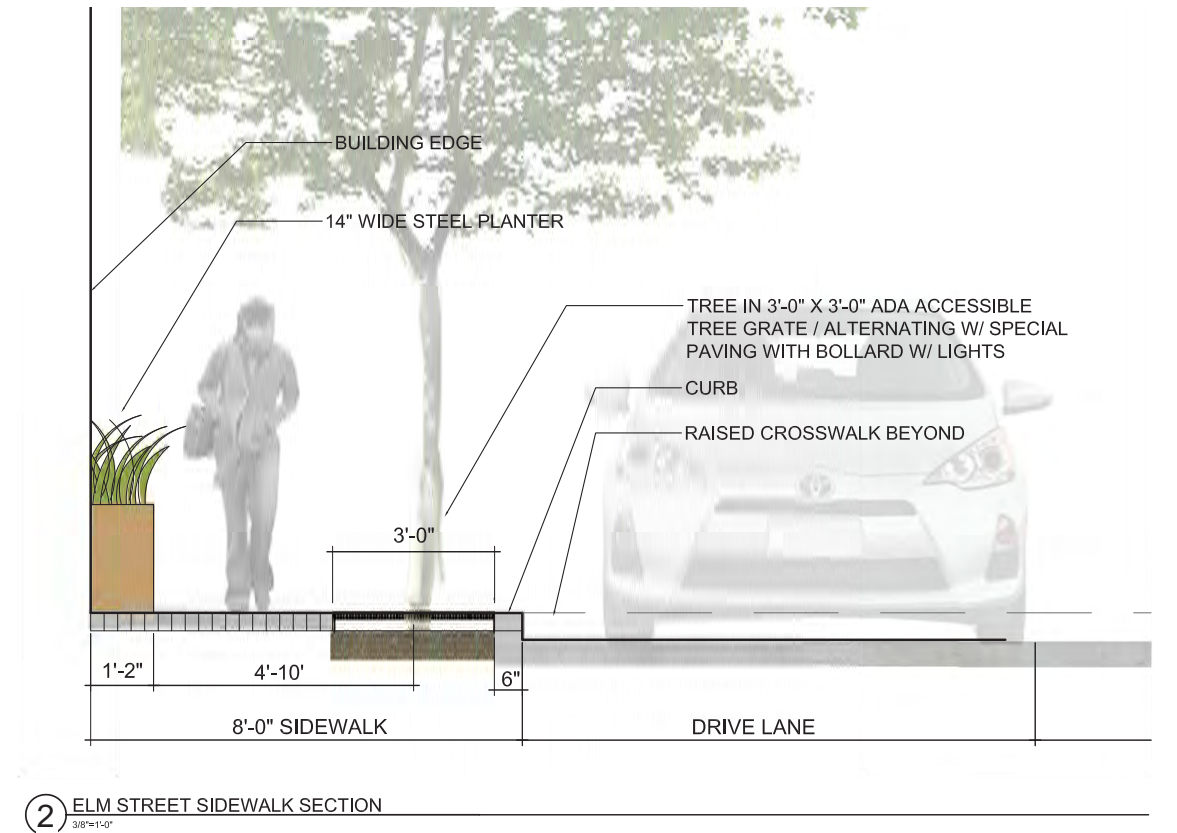 BUILDING EDGE
14" WIDE STEEL PLANTER
TREE IN 3'-0" X 3'-0" ADA ACCESSIBLE
TREE GRATE / ALTERNATING W/ SPECIAL
PAVING WITH BOLLARD W/ LIGHTS
CURB
RAISED CROSSWALK BEYOND
3'-0"
1'-2"
4'-10'
6"
8'-0" SIDEWALK
DRIVE LANE
2
ELM STREET SIDEWALK SECTION
3/8"=1'-0"